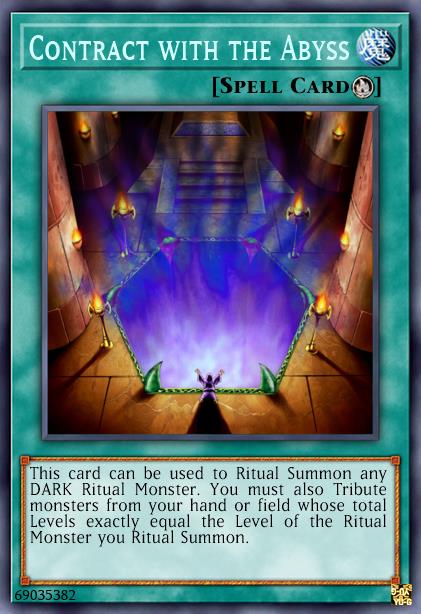 CONTRACT WITH THE ABYSS 魔
[SPELL CARD]
This card can be used to Ritual Summon any
DARK Ritual Monster. You must also Tribute
monsters from your hand or field whose total
Levels exactly equal the Level of the Ritual
Monster you Ritual Summon.
69035382